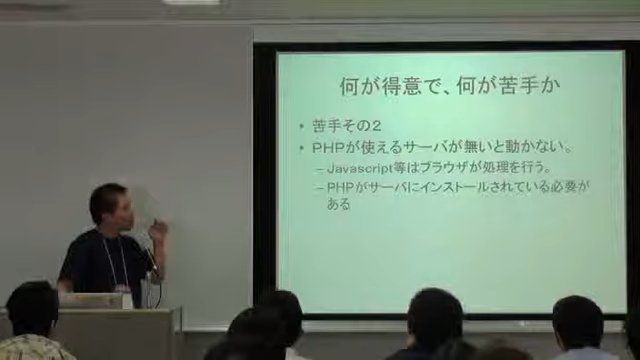 何が得意で、何が苦手か
• 苦手その2
• PHPが使えるサーバが無いと動かない。
– Javascript等はブラウザが処理を行う。
– PHPがサーバにインストールされている必要が
ある